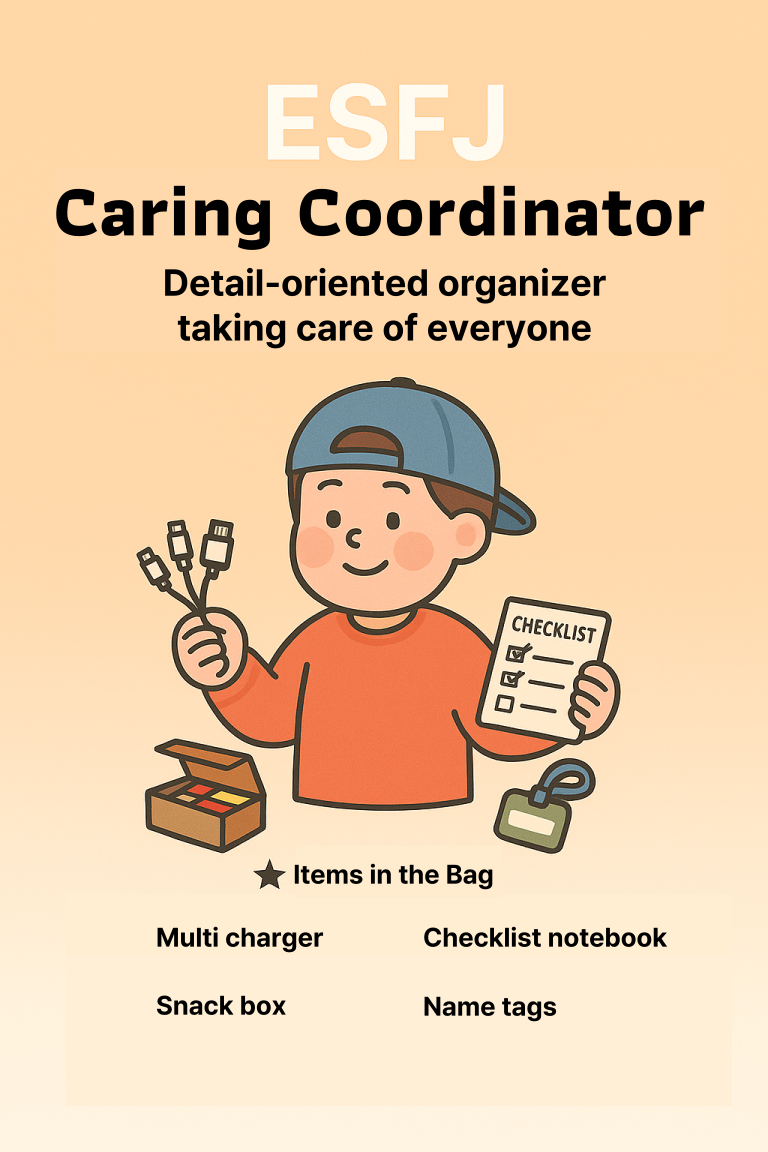 ESFJ
Caring Coordinator
Detail-oriented organizer
taking care of everyone
CHECKLIST
★ Items in the Bag
Multi charger
Checklist notebook
Snack box
Name tags